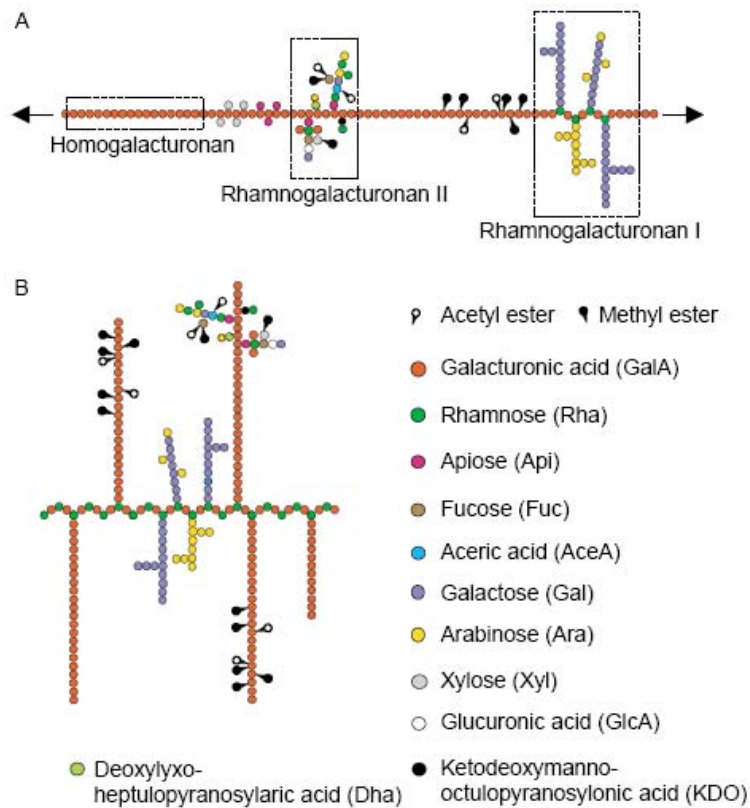 A
Homogalacturonan
Rhamnogalacturonan II
Rhamnogalacturonan I
B
Acetyl ester
Methyl ester
Galacturonic acid (GalA)
Rhamnose (Rha)
Apiose (Api)
Fucose (Fuc)
Aceric acid (AceA)
Galactose (Gal)
Arabinose (Ara)
Xylose (Xyl)
Glucuronic acid (GlcA)
Deoxylyxo-
heptulopyranosylaric acid (Dha)
Ketodeoxymanno-
octulopyranosylonic acid (KDO)